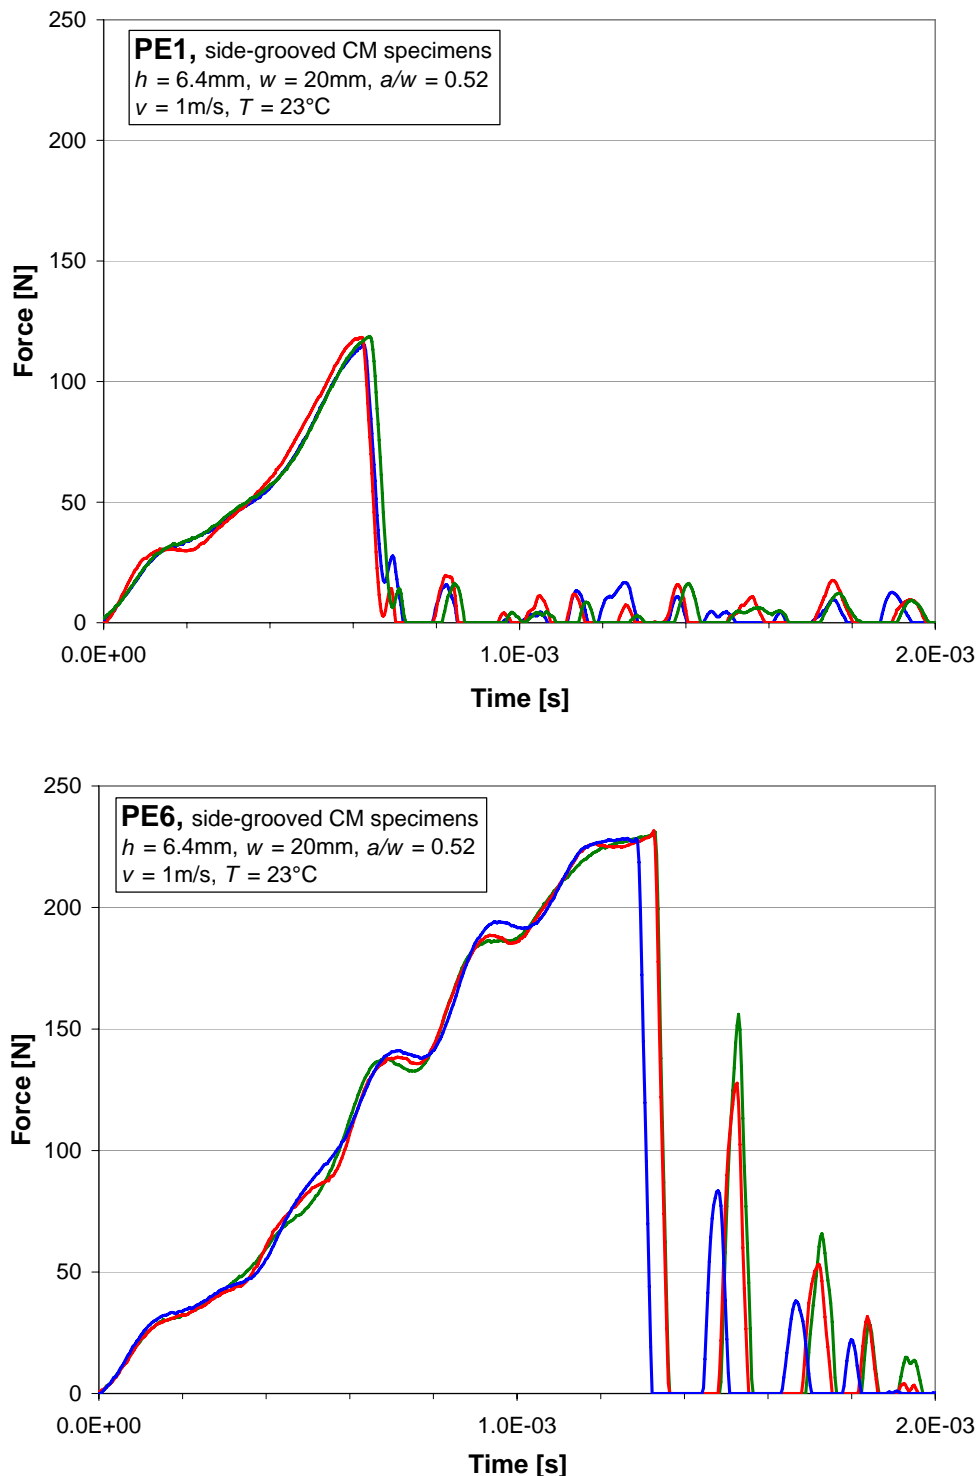 250
PE1, side-grooved CM specimens
h = 6.4mm, w = 20mm, a/w = 0.52
v = 1m/s, T = 23°C
200
150
Force [N]
100
50
0
0.0E+00 1.0E-03 2.0E-03
Time [s]
250
PE6, side-grooved CM specimens
h = 6.4mm, w = 20mm, a/w = 0.52
v = 1m/s, T = 23°C
200
150
Force [N]
100
50
0
0.0E+00 1.0E-03 2.0E-03
Time [s]